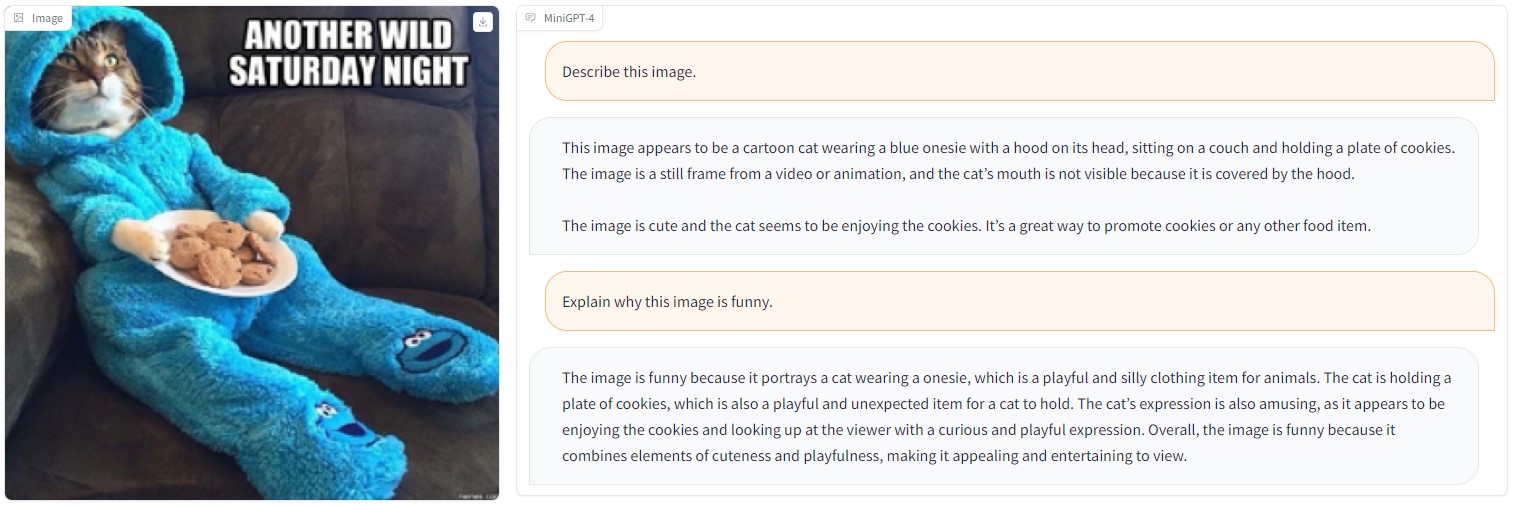 Image
ANOTHER WILD
SATURDAY NIGHT
MiniGPT-4
Describe this image.
This image appears to be a cartoon cat wearing a blue onesie with a hood on its head, sitting on a couch and holding a plate of cookies.
The image is a still frame from a video or animation, and the cat's mouth is not visible because it is covered by the hood.
The image is cute and the cat seems to be enjoying the cookies. It's a great way to promote cookies or any other food item.
Explain why this image is funny.
The image is funny because it portrays a cat wearing a onesie, which is a playful and silly clothing item for animals. The cat is holding a
plate of cookies, which is also a playful and unexpected item for a cat to hold. The cat's expression is also amusing, as it appears to be
enjoying the cookies and looking up at the viewer with a curious and playful expression. Overall, the image is funny because it
combines elements of cuteness and playfulness, making it appealing and entertaining to view.